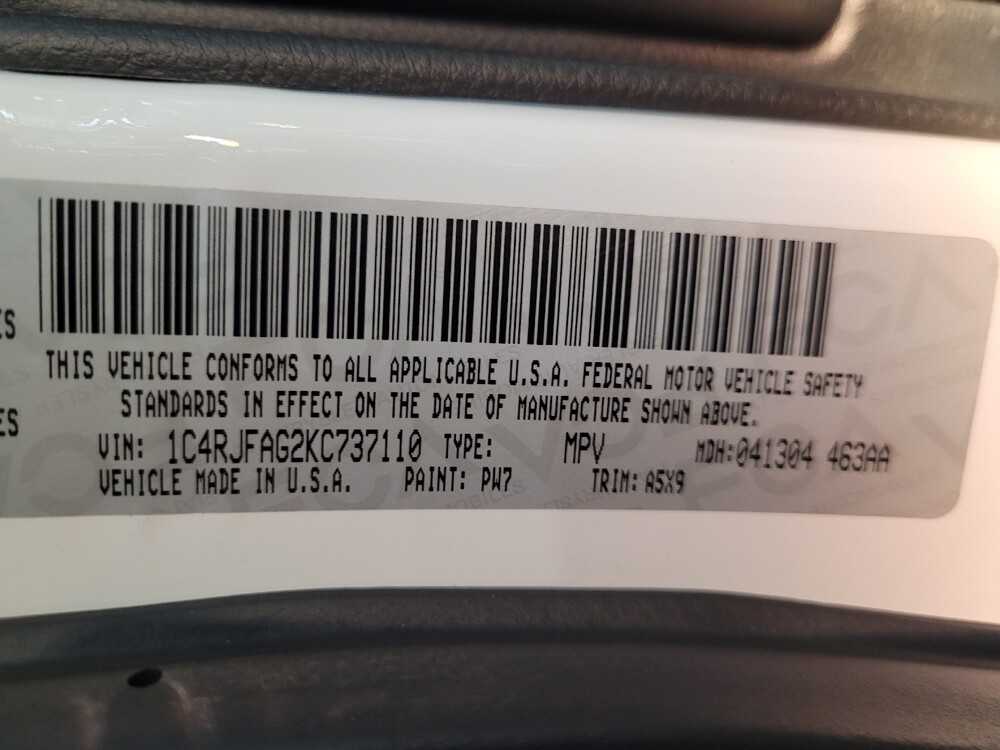 THIS VEHICLE CONFORMS TO ALL APPLICABLE U.S.A. FEDERAL MOTOR VEHICLE SAFETY
STANDARDS IN EFFECT ON THE DATE OF MANUFACTURE SHOWN ABOVE.
VIN: 1C4RJFAG2KC737110 TYPE: MPV MDH:041304 463AA
VEHICLE MADE IN U.S.A. PAINT: PW7 TRIM: A5X9